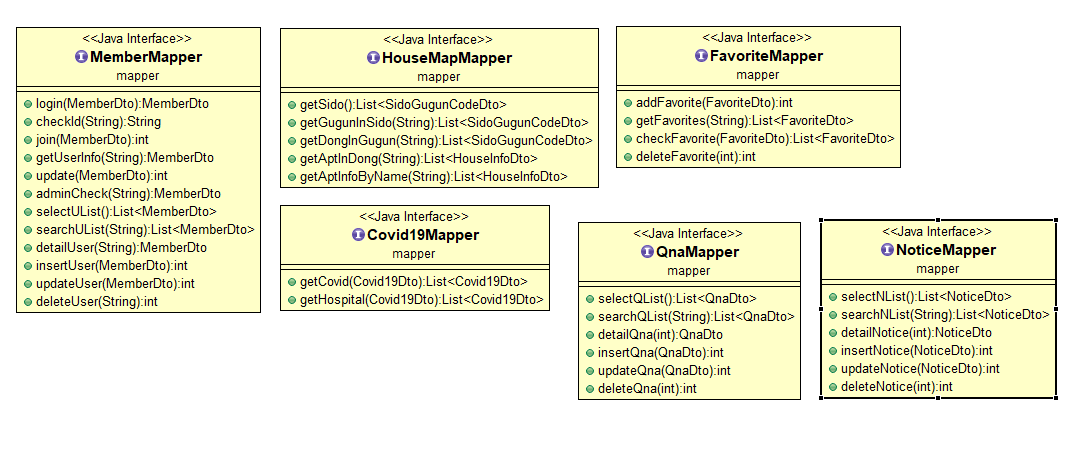 <<Java Interface>>
MemberMapper
mapper
login(MemberDto):MemberDto
checkId(String):String
join(MemberDto):int
getUserInfo(String):MemberDto
update(MemberDto):int
adminCheck(String):MemberDto
selectUList():List<MemberDto>
searchUList(String):List<MemberDto>
detailUser(String):MemberDto
insertUser(MemberDto):int
updateUser(MemberDto):int
deleteUser(String):int
<<Java Interface>>
HouseMapMapper
mapper
getSido():List<SidoGugunCodeDto>
getGugunInSido(String):List<SidoGugunCodeDto>
getDongInGugun(String):List<SidoGugunCodeDto>
getAptInDong(String):List<HouseInfoDto>
getAptInfoByName(String):List<HouseInfoDto>
<<Java Interface>>
FavoriteMapper
mapper
addFavorite(FavoriteDto):int
getFavorites(String):List<FavoriteDto>
checkFavorite(FavoriteDto):List<FavoriteDto>
deleteFavorite(int):int
<<Java Interface>>
Covid19Mapper
mapper
getCovid(Covid19Dto):List<Covid19Dto>
getHospital(Covid19Dto):List<Covid19Dto>
<<Java Interface>>
QnaMapper
mapper
selectQList():List<QnaDto>
searchQList(String):List<QnaDto>
detailQna(int):QnaDto
insertQna(QnaDto):int
updateQna(QnaDto):int
deleteQna(int):int
<<Java Interface>>
NoticeMapper
mapper
selectNList():List<NoticeDto>
searchNList(String):List<NoticeDto>
detailNotice(int):NoticeDto
insertNotice(NoticeDto):int
updateNotice(NoticeDto):int
deleteNotice(int):int